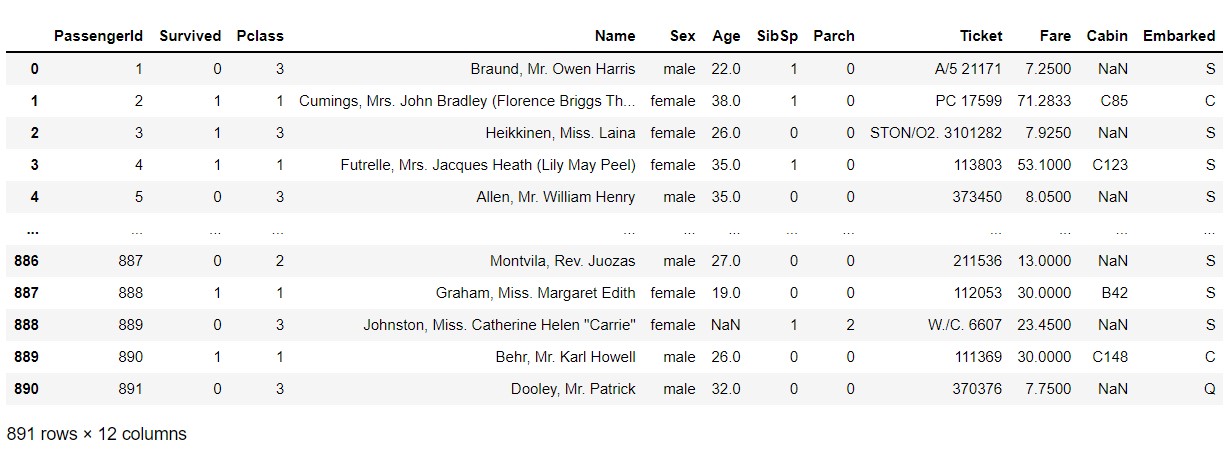 PassengerId Survived Pclass Name Sex Age SibSp Parch Ticket Fare Cabin Embarked
0 1 0 3 Braund, Mr. Owen Harris male 22.0 1 0 A/5 21171 7.2500 NaN S
1 2 1 1 Cumings, Mrs. John Bradley (Florence Briggs Th... female 38.0 1 0 PC 17599 71.2833 C85 C
2 3 1 3 Heikkinen, Miss. Laina female 26.0 0 0 STON/O2. 3101282 7.9250 NaN S
3 4 1 1 Futrelle, Mrs. Jacques Heath (Lily May Peel) female 35.0 1 0 113803 53.1000 C123 S
4 5 0 3 Allen, Mr. William Henry male 35.0 0 0 373450 8.0500 NaN S
... ... ... ... ... ... ... ... ... ... ... ... ...
886 887 0 2 Montvila, Rev. Juozas male 27.0 0 0 211536 13.0000 NaN S
887 888 1 1 Graham, Miss. Margaret Edith female 19.0 0 0 112053 30.0000 B42 S
888 889 0 3 Johnston, Miss. Catherine Helen "Carrie" female NaN 1 2 W./C. 6607 23.4500 NaN S
889 890 1 1 Behr, Mr. Karl Howell male 26.0 0 0 111369 30.0000 C148 C
890 891 0 3 Dooley, Mr. Patrick male 32.0 0 0 370376 7.7500 NaN Q
891 rows × 12 columns